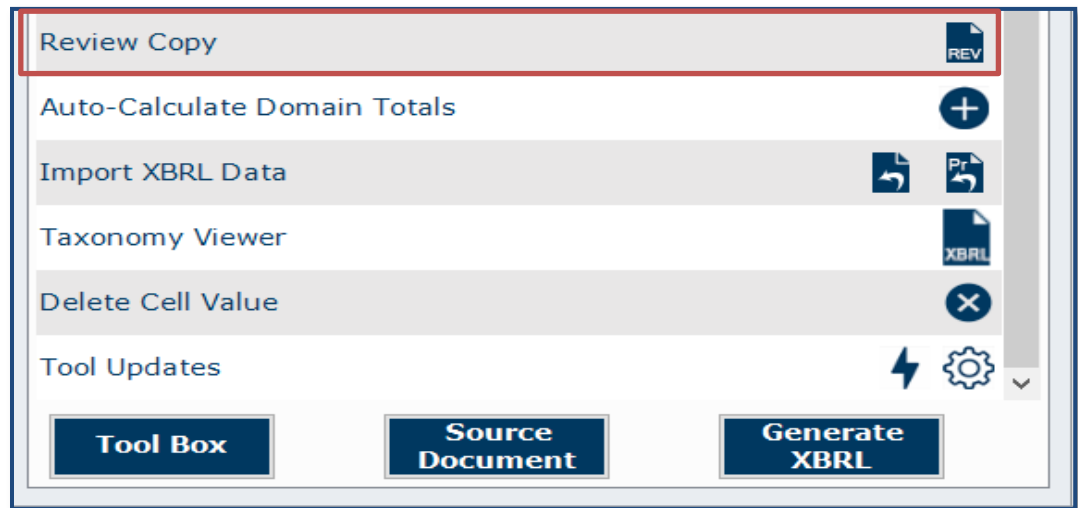 Review Copy
REV
Auto-Calculate Domain Totals
Import XBRL Data
Pr
Taxonomy Viewer
XBRL
Delete Cell Value
Tool Updates
Tool Box
Source
Document
Generate
XBRL